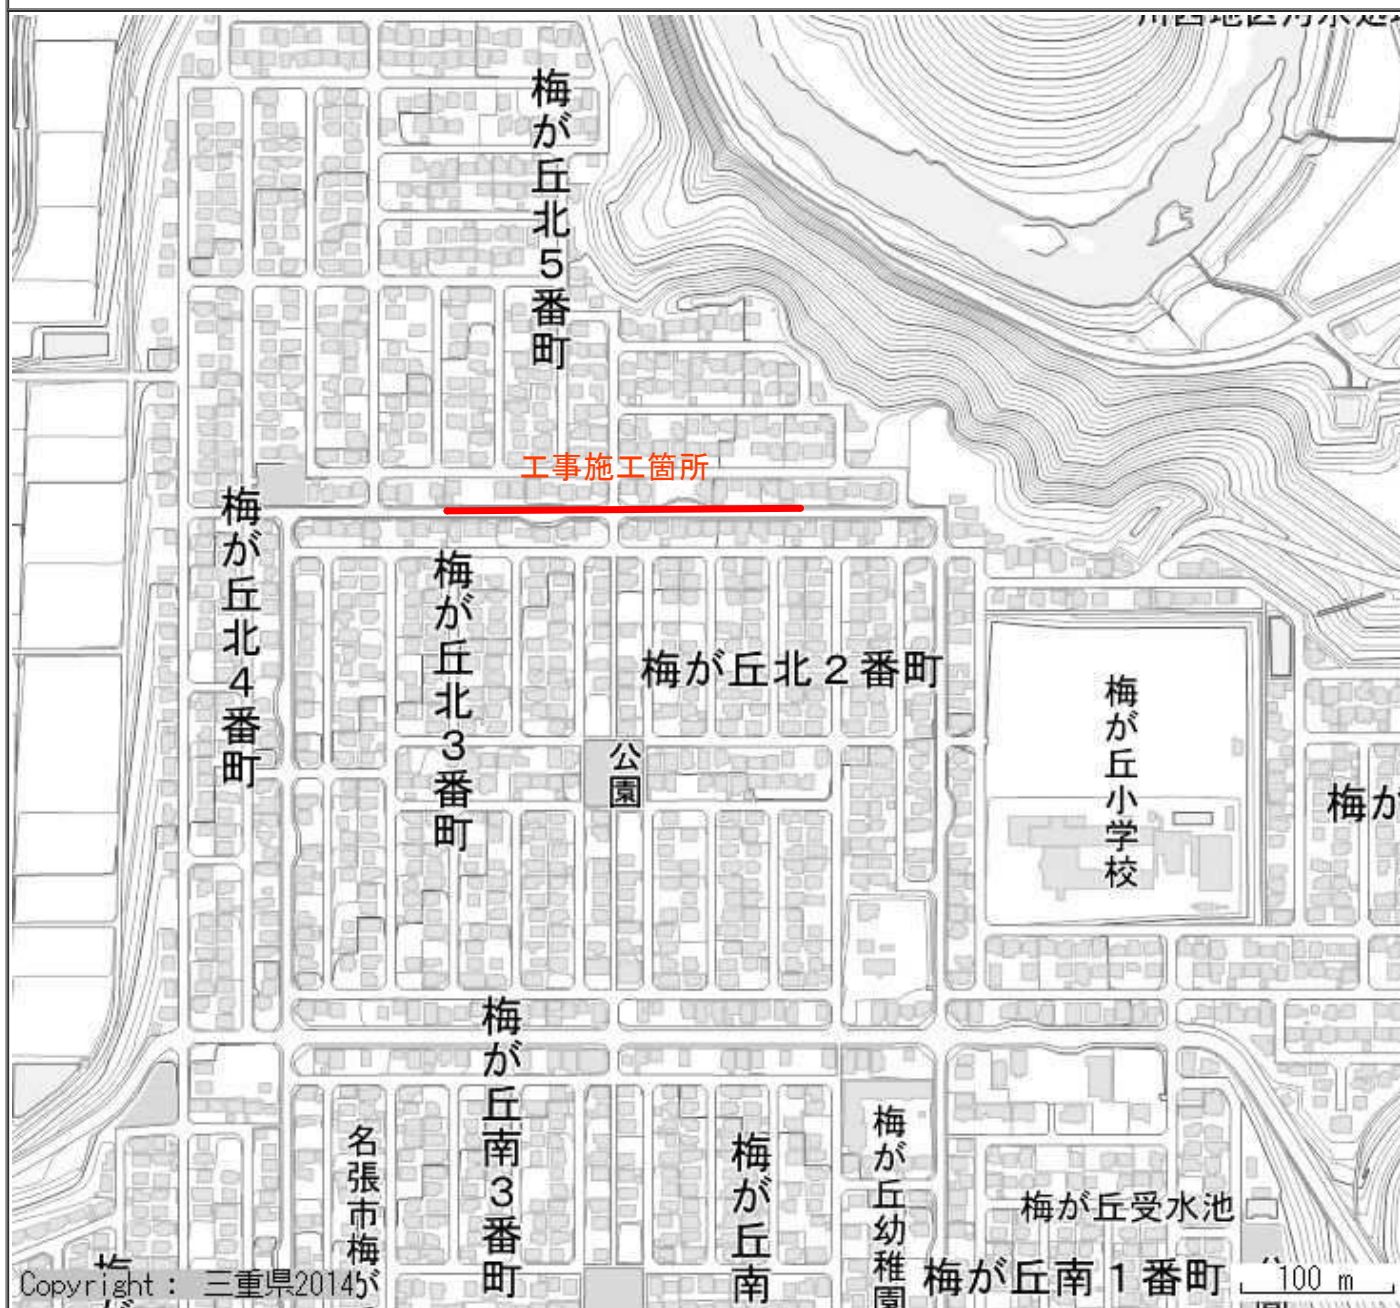 梅が丘北5番町
工事施工箇所
梅が丘北4番町
梅が丘北3番町
梅が丘北2番町
梅が丘小学校
公園
梅が
梅が丘南3番町
名張市梅が
梅が丘南
梅が丘幼稚園
梅が丘受水池
梅が丘南1番町
Copyright : 三重県2014
100 m